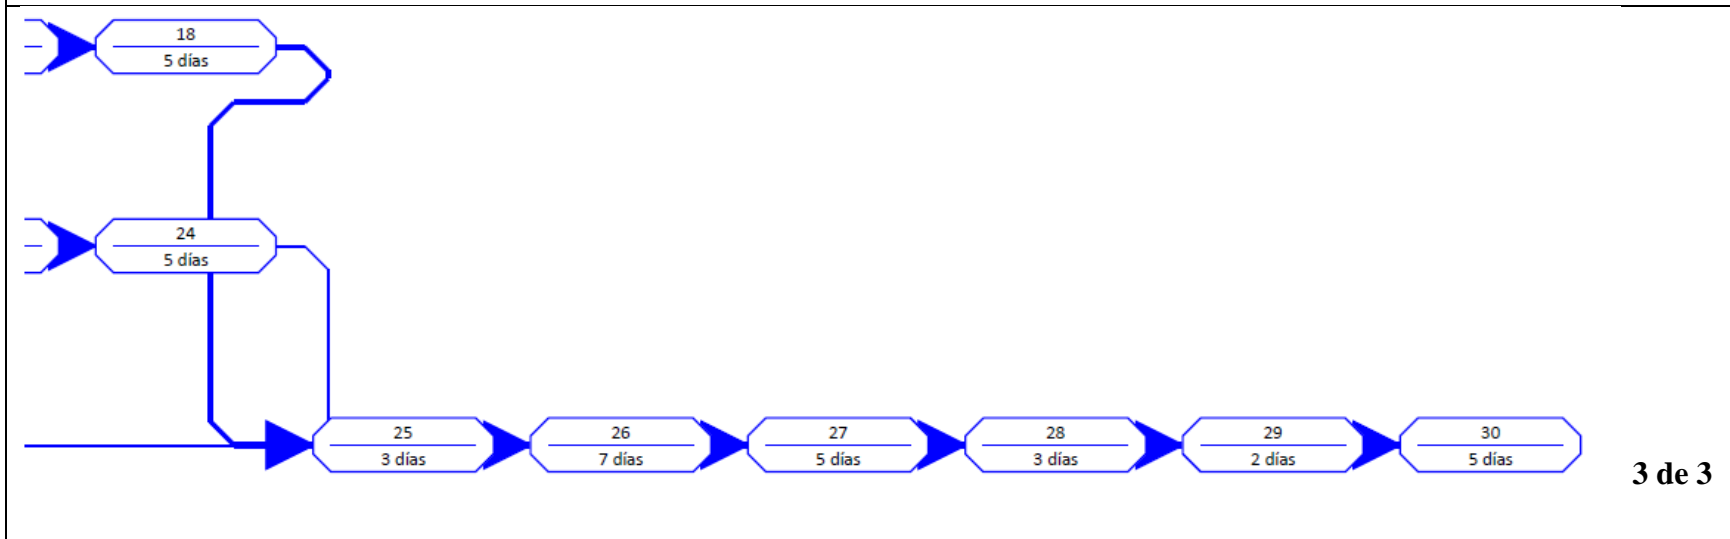 18
5 días
24
5 días
25
3 días
26
7 días
27
5 días
28
3 días
29
2 días
30
5 días
3 de 3